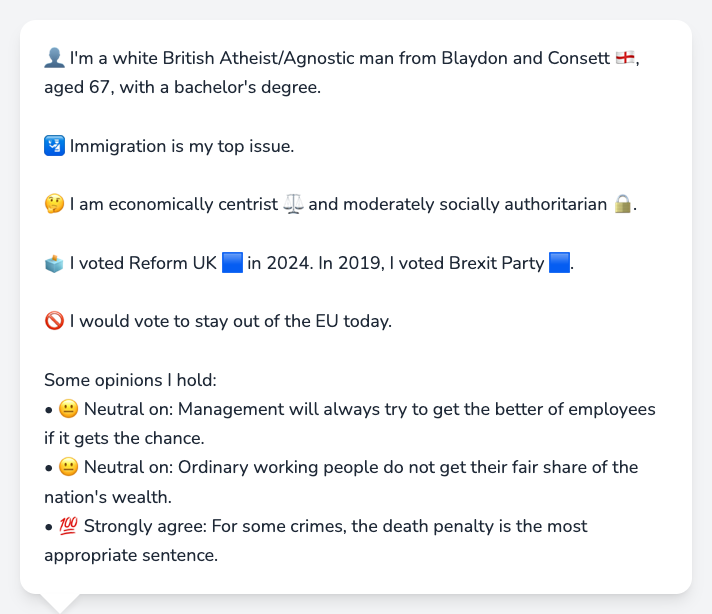 👤 I'm a white British Atheist/Agnostic man from Blaydon and Consett 🏴󠁧󠁢󠁥󠁮󠁧󠁿,
aged 67, with a bachelor's degree.
🛂 Immigration is my top issue.
🤔 I am economically centrist ⚖️ and moderately socially authoritarian 🔒.
🗳️ I voted Reform UK 🟦 in 2024. In 2019, I voted Brexit Party 🟦.
🚫 I would vote to stay out of the EU today.
Some opinions I hold:
• 😐 Neutral on: Management will always try to get the better of employees
if it gets the chance.
• 😐 Neutral on: Ordinary working people do not get their fair share of the
nation's wealth.
• 💯 Strongly agree: For some crimes, the death penalty is the most
appropriate sentence.